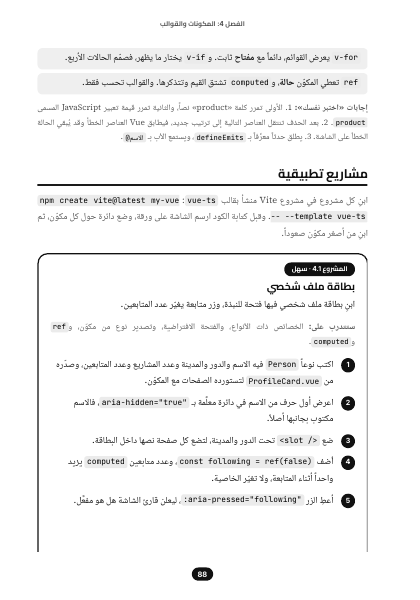 الفصل 4: المكونات والقوالب
v-for يعرض القوائم، دائماً مع مفتاح ثابت. و v-if يختار ما يظهر، فصمّم الحالات الأربع.
ref تعطي المكوّن حالة، و computed تشتق القيم وتتذكرها. والقوالب تحسب فقط.
إجابات «اختبر نفسك»: 1. الأولى تمرر كلمة «product» نصاً، والثانية تمرر قيمة تعبير JavaScript المسمى
product. 2. بعد الحذف تنتقل العناصر التالية إلى ترتيب جديد، فيطابق Vue العناصر الخطأ وقد يُبقي الحالة
الخطأ على الشاشة. 3. يطلق حدثاً معرَّفاً بـ defineEmits، ويستمع الأب بـ @الاسم.
مشاريع تطبيقية
ابنِ كل مشروع في مشروع Vite منشأ بقالب vue-ts: npm create vite@latest my-vue
-- --template vue-ts. وقبل كتابة الكود ارسم الشاشة على ورقة، وضع دائرة حول كل مكوّن، ثم
ابنِ من أصغر مكوّن صعوداً.
المشروع 4.1 · سهل
بطاقة ملف شخصي
ابنِ بطاقة ملف شخصي فيها فتحة للنبذة، وزر متابعة يغيّر عدد المتابعين.
ستتدرب على: الخصائص ذات الأنواع، والفتحة الافتراضية، وتصدير نوع من مكوّن، و ref
و computed.
1 اكتب نوعاً Person فيه الاسم والدور والمدينة وعدد المشاريع وعدد المتابعين، وصدّره
من ProfileCard.vue لتستورده الصفحات مع المكوّن.
2 اعرض أول حرف من الاسم في دائرة معلَّمة بـ aria-hidden="true"، فالاسم
مكتوب بجانبها أصلاً.
3 ضع <slot /> تحت الدور والمدينة، لتضع كل صفحة نصها داخل البطاقة.
4 أضف const following = ref(false)، وعدد متابعين computed يزيد
واحداً أثناء المتابعة، ولا تغيّر الخاصية.
5 أعطِ الزر :aria-pressed="following"، ليعلن قارئ الشاشة هل هو مفعَّل.
88